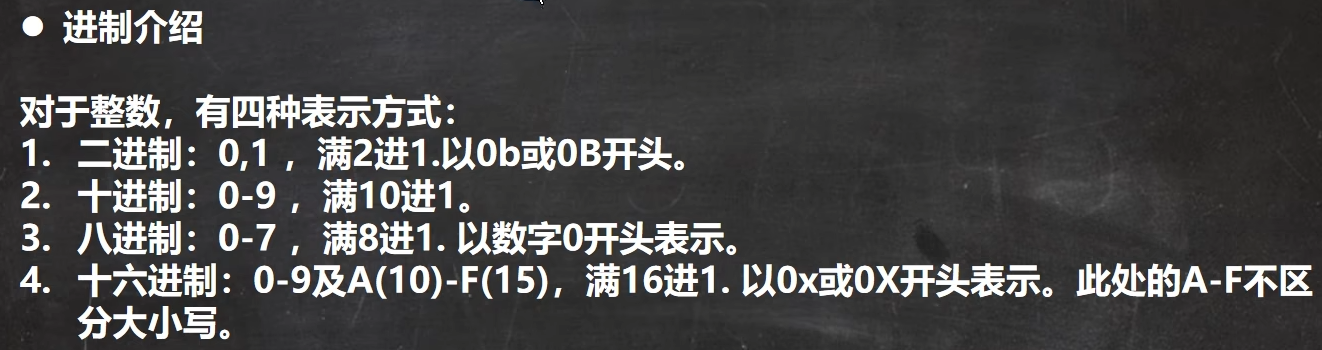 ● 进制介绍
对于整数，有四种表示方式：
1. 二进制：0,1 ，满2进1.以0b或0B开头。
2. 十进制：0-9 ，满10进1。
3. 八进制：0-7 ，满8进1. 以数字0开头表示。
4. 十六进制：0-9及A(10)-F(15)，满16进1. 以0x或0X开头表示。此处的A-F不区
分大小写。